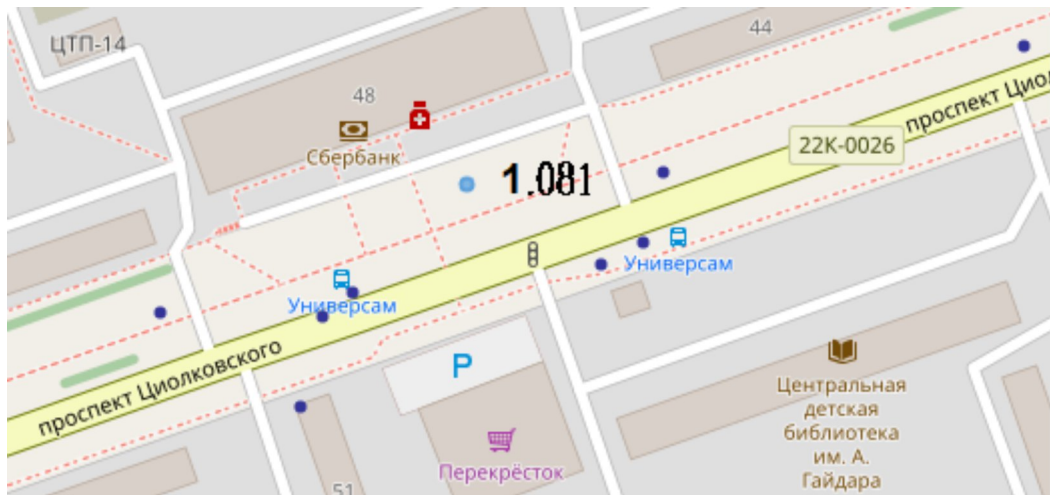 ЦТП-14
44
48
проспект Циол
22К-0026
Сбербанк
1.081
Универсам
Универсам
проспект Циолковского
P
Центральная
детская
библиотека
им. А.
Гайдара
Перекрёсток
51